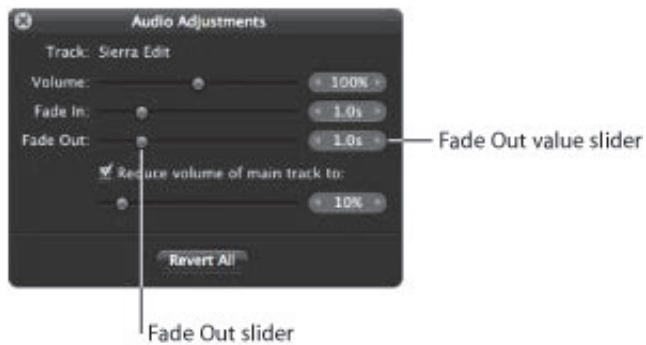 Audio Adjustments
Track: Sierra Edit
Volume: 100%
Fade In: 1.0s
Fade Out: 1.0s
Fade Out value slider
Reduce volume of main track to:
10%
Revert All
Fade Out slider